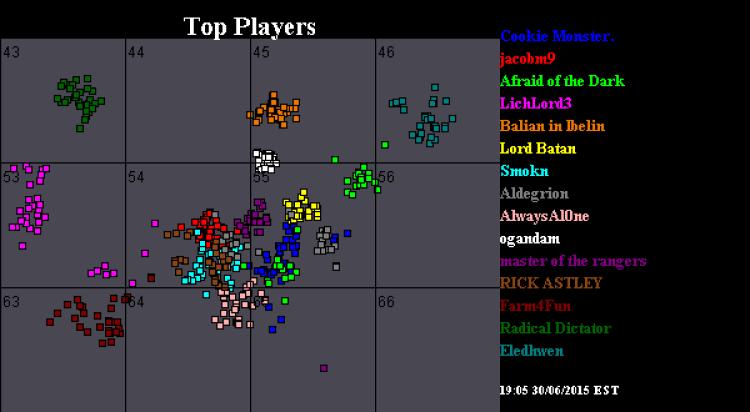 Top Players
43 44 45 46
53 54 55 56
63 64 65 66
Cookie Monster.
jacobm9
Afraid of the Dark
LichLord3
Balian in Ibelin
Lord Batan
Smokn
Aldegrion
AlwaysAl0ne
ogandam
master of the rangers
RICK ASTLEY
Farm4Fun
Radical Dictator
Eledhwen
19:05 30/06/2015 EST